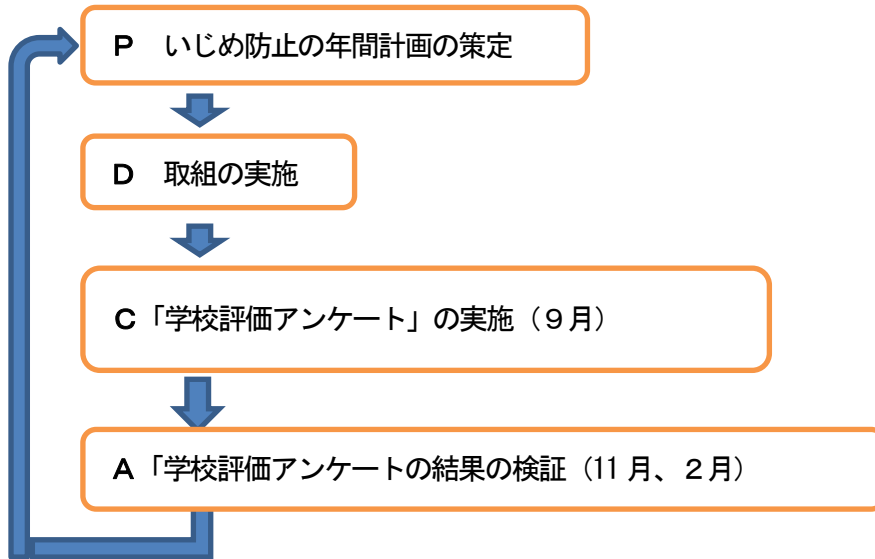 P　いじめ防止の年間計画の策定
D　取組の実施
C「学校評価アンケート」の実施（９月）
A「学校評価アンケートの結果の検証（11月、２月）